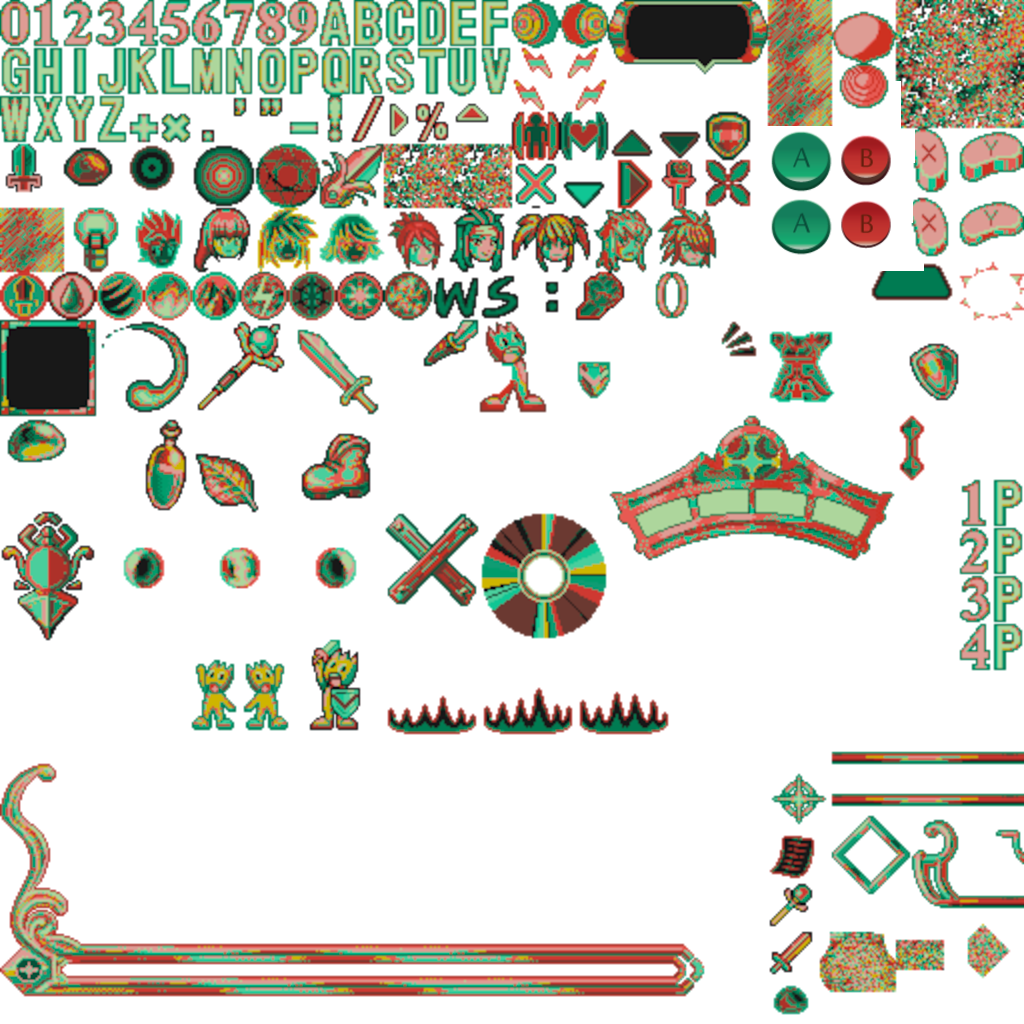 0123456789ABCDEF
GHIJKLMNOPQRSTUV
WXYZ+×.'"-!/%
A B X Y
A B X Y
WS :
1P
2P
3P
4P